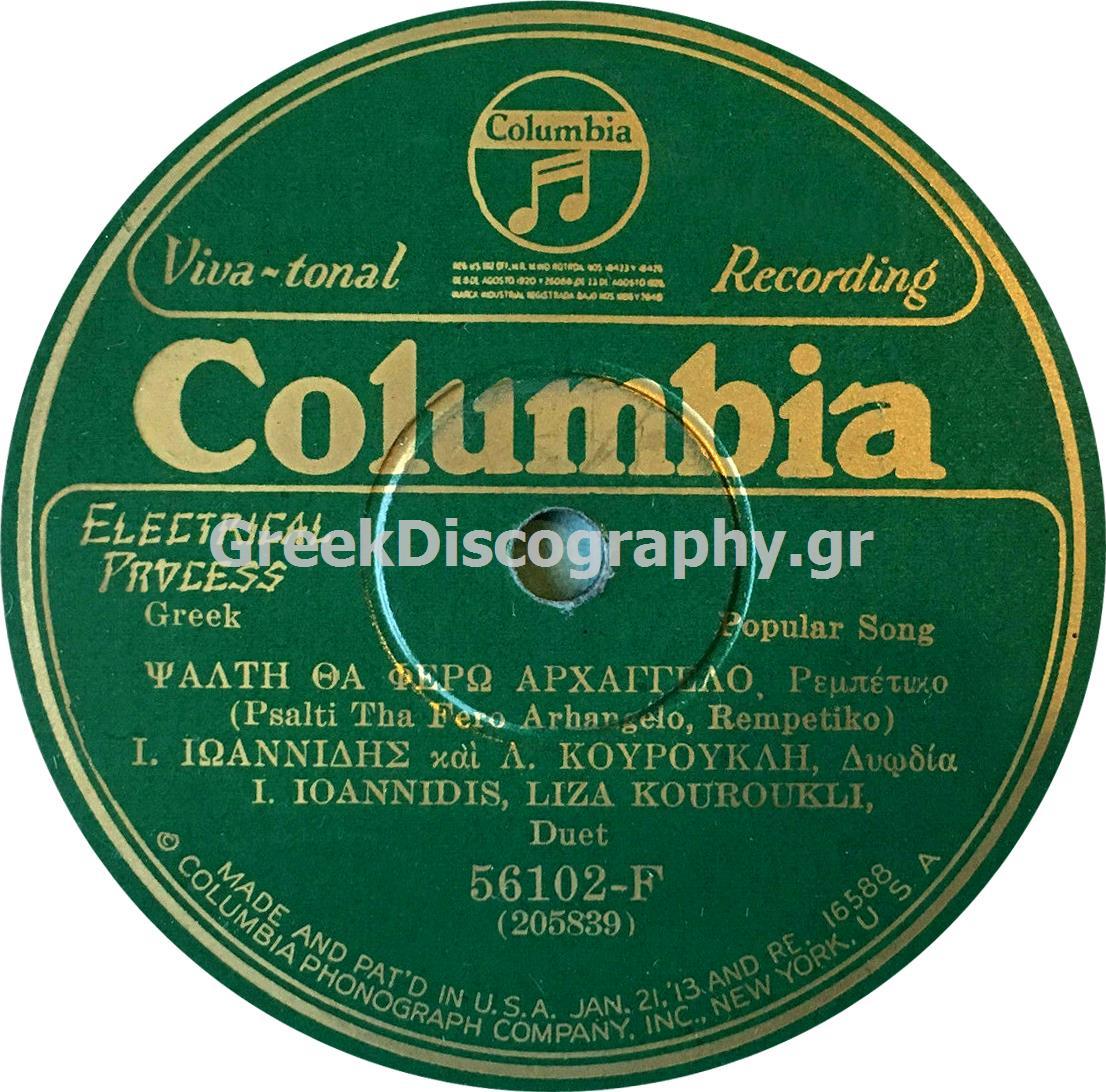 Columbia
Viva-tonal Recording
Columbia
ELECTRICAL PROCESS
GreekDiscography.gr
Greek Popular Song
ΨΑΛΤΗ ΘΑ ΦΕΡΩ ΑΡΧΑΓΓΕΛΟ, Ρεμπέτικο
(Psalti Tha Fero Arhangelo, Rempetiko)
Ι. ΙΩΑΝΝΙΔΗΣ καὶ Λ. ΚΟΥΡΟΥΚΛΗ, Δυφδία
I. IOANNIDIS, LIZA KOUROUKLI,
Duet
56102-F
(205839)
MADE AND PAT'D IN U.S.A. JAN. 21,'13 AND RE. 16588
© COLUMBIA PHONOGRAPH COMPANY, INC., NEW YORK. U S A